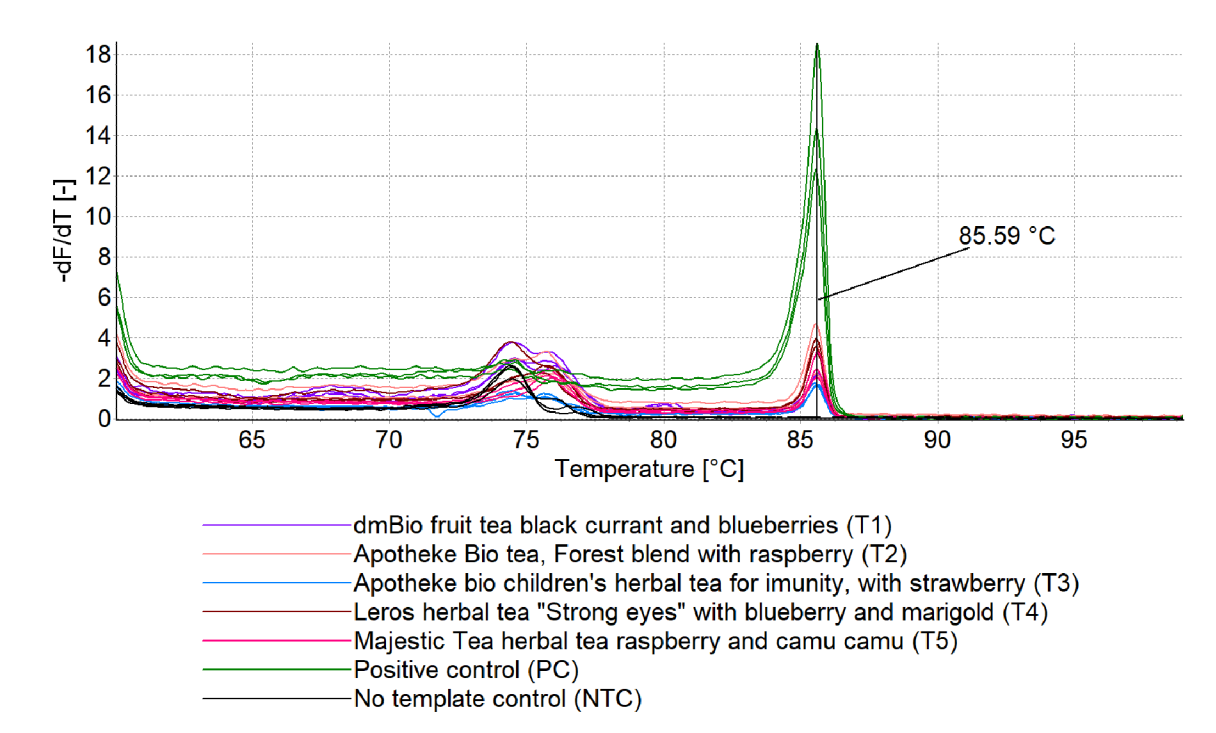 18
16
14
12
10
8
6
4
2
0
-dF/dT [-]
85.59 °C
65 70 75 80 85 90 95
Temperature [°C]
dmBio fruit tea black currant and blueberries (T1)
Apotheke Bio tea, Forest blend with raspberry (T2)
Apotheke bio children's herbal tea for imunity, with strawberry (T3)
Leros herbal tea "Strong eyes" with blueberry and marigold (T4)
Majestic Tea herbal tea raspberry and camu camu (T5)
Positive control (PC)
No template control (NTC)